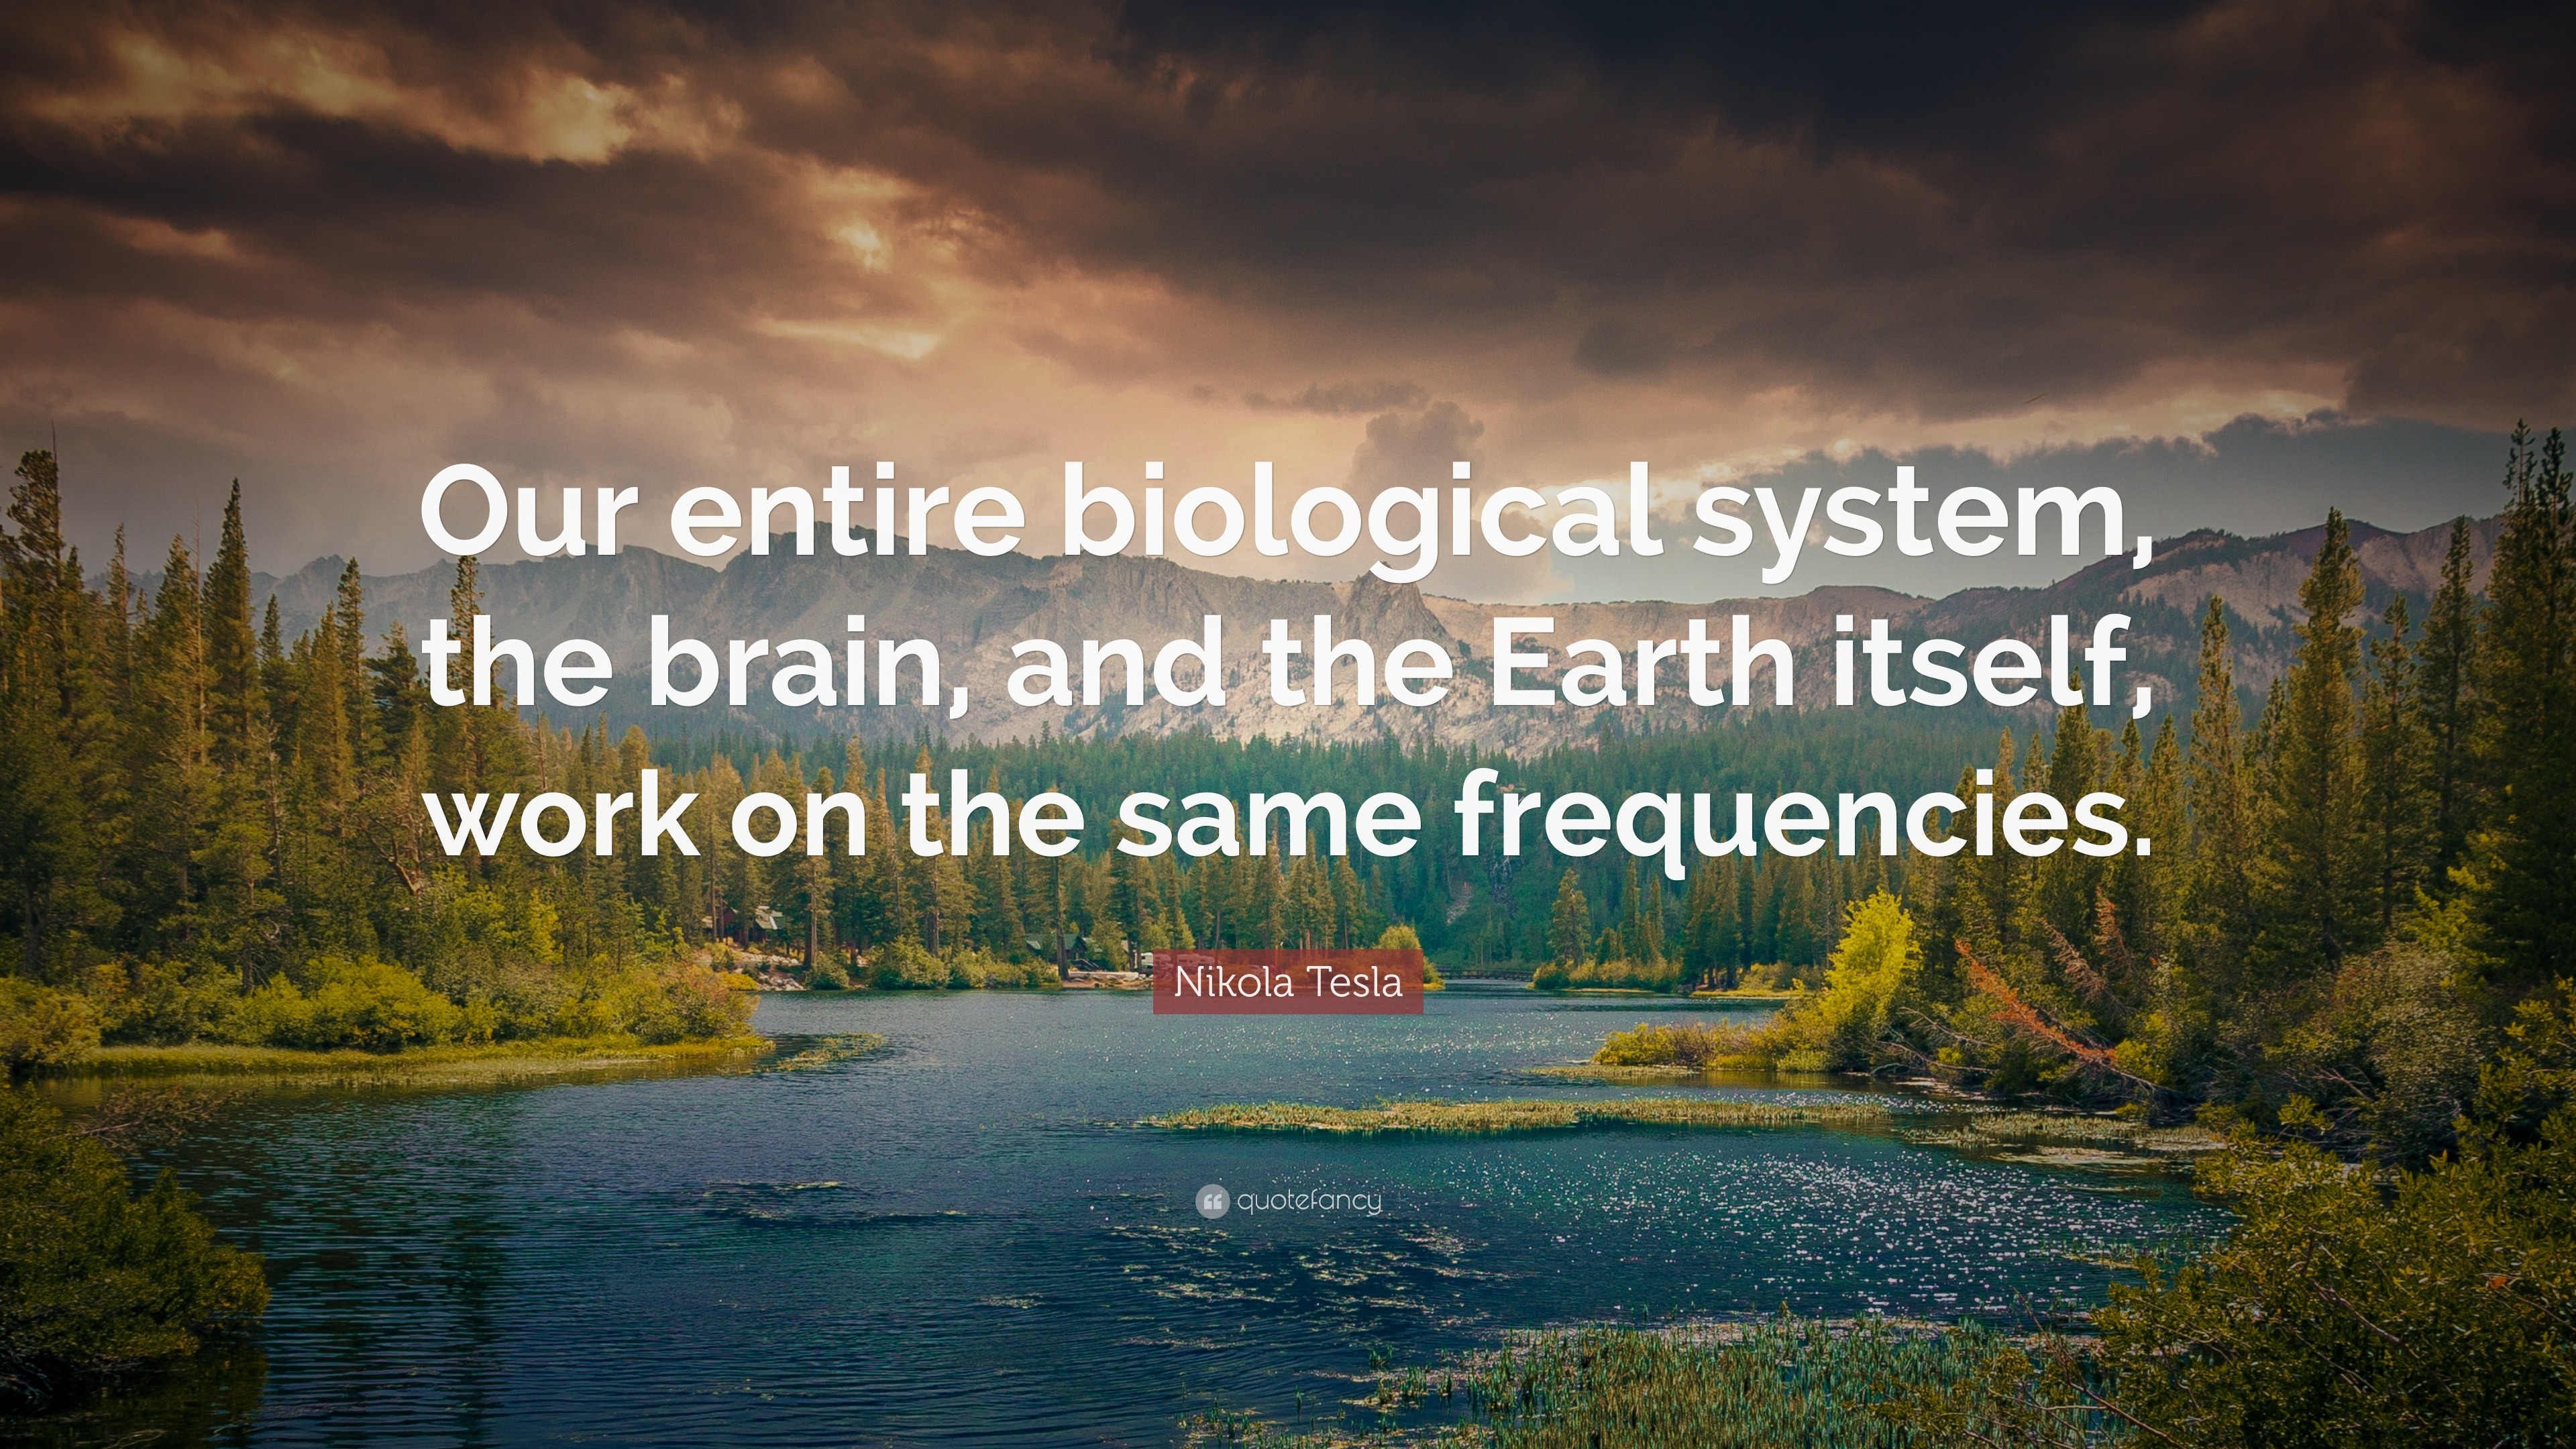 Our entire biological system,
the brain, and the Earth itself,
work on the same frequencies.
Nikola Tesla
quotefancy